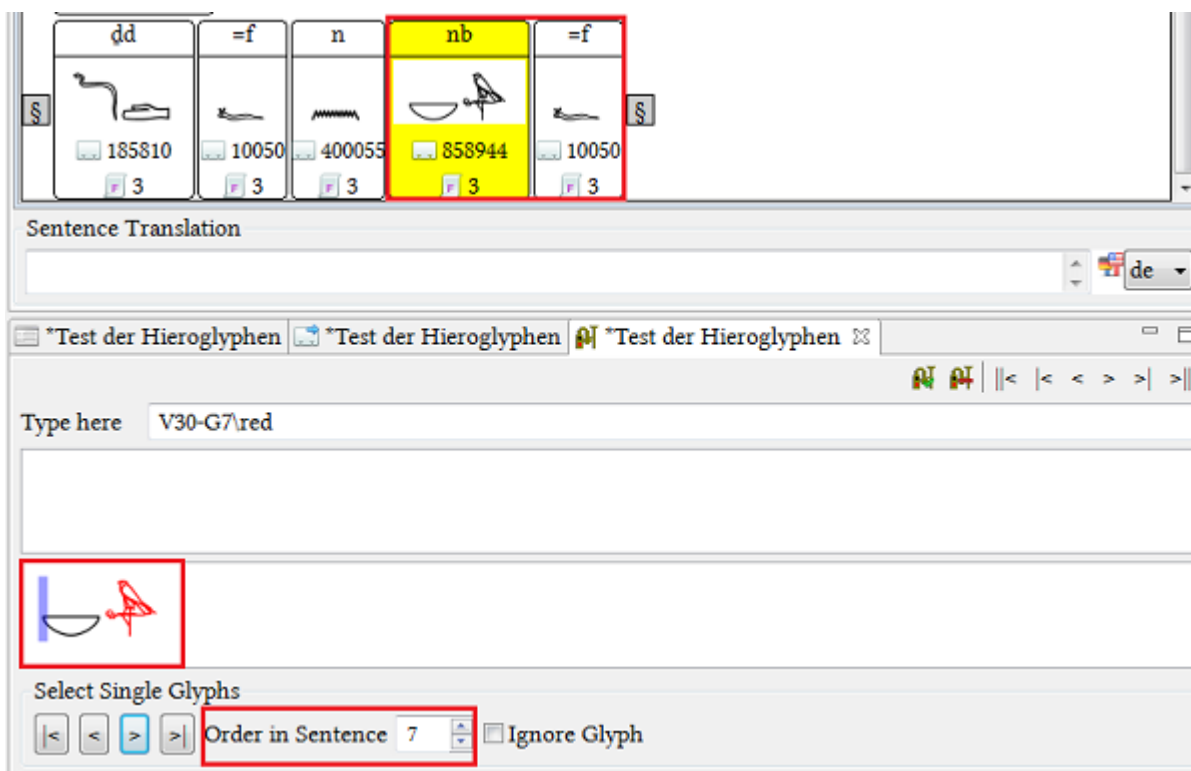 ḏd =f n nb =f
§ §
185810 10050 400055 858944 10050
F 3 F 3 F 3 F 3 F 3
Sentence Translation
de
*Test der Hieroglyphen *Test der Hieroglyphen *Test der Hieroglyphen
||< |< < > >| >||
Type here V30-G7\red
Select Single Glyphs
|< < > >| Order in Sentence 7 Ignore Glyph